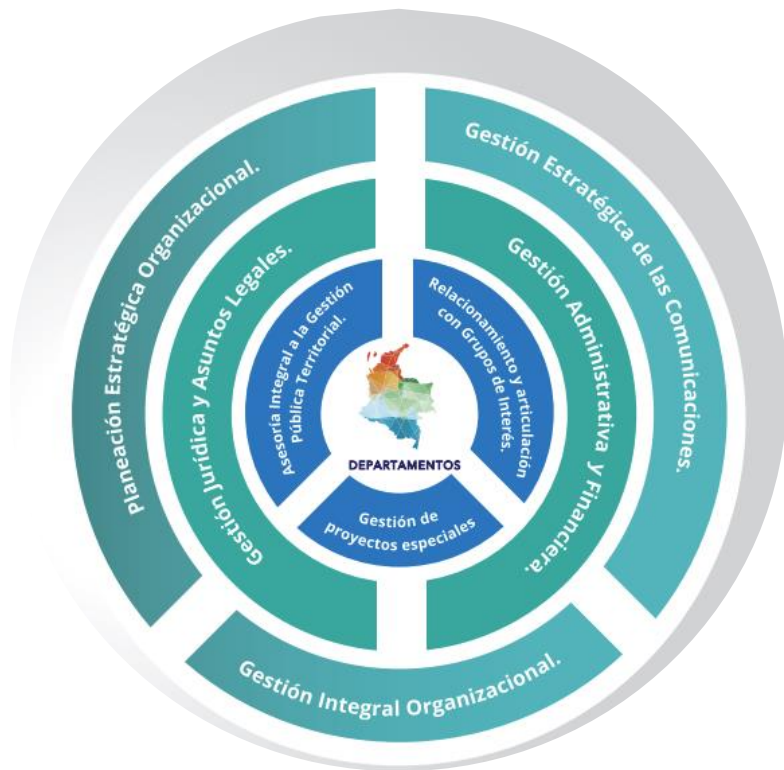 Planeación Estratégica Organizacional.
Gestión Estratégica de las Comunicaciones.
Gestión Jurídica y Asuntos Legales.
Gestión Administrativa y Financiera.
Asesoría Integral a la Gestión
Pública Territorial.
Relacionamiento y articulación
con Grupos de Interés.
DEPARTAMENTOS
Gestión de
proyectos especiales
Gestión Integral Organizacional.